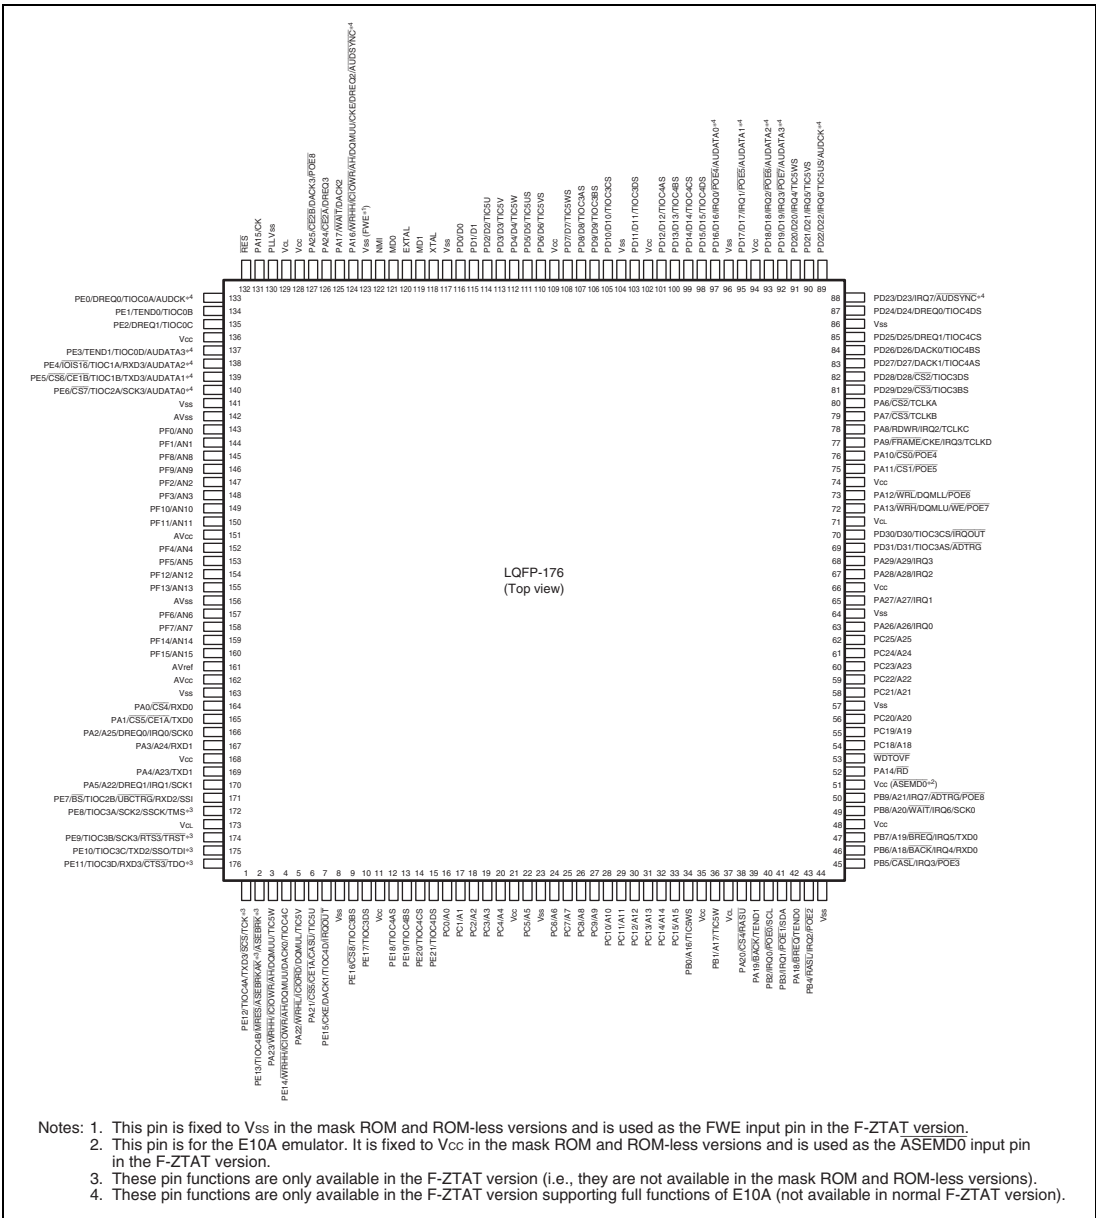 PA16/WRHH/ICIOWR/AH/DQMUU/CKE/DREQ2/AUDSYNC*4
RES
PA15/CK
PLLVss
VCL
Vcc
PA25/CE2B/DACK3/POE8
PA24/CE2A/DREQ3
PA17/WAIT/DACK2
Vss (FWE*1)
NMI
MD0
EXTAL
MD1
XTAL
Vss
PD0/D0
PD1/D1
PD2/D2/TIC5U
PD3/D3/TIC5V
PD4/D4/TIC5W
PD5/D5/TIC5US
PD6/D6/TIC5VS
Vcc
PD7/D7/TIC5WS
PD8/D8/TIOC3AS
PD9/D9/TIOC3BS
PD10/D10/TIOC3CS
Vss
PD11/D11/TIOC3DS
Vcc
PD12/D12/TIOC4AS
PD13/D13/TIOC4BS
PD14/D14/TIOC4CS
PD15/D15/TIOC4DS
PD16/D16/IRQ0/POE4/AUDATA0*4
Vss
PD17/D17/IRQ1/POE5/AUDATA1*4
Vcc
PD18/D18/IRQ2/POE6/AUDATA2*4
PD19/D19/IRQ3/POE7/AUDATA3*4
PD20/D20/IRQ4/TIC5WS
PD21/D21/IRQ5/TIC5VS
PD22/D22/IRQ6/TIC5US/AUDCK*4
132 131 130 129 128 127 126 125 124 123 122 121 120 119 118 117 116 115 114 113 112 111 110 109 108 107 106 105 104 103 102 101 100 99 98 97 96 95 94 93 92 91 90 89
PE0/DREQ0/TIOC0A/AUDCK*4 133
PE1/TEND0/TIOC0B 134
PE2/DREQ1/TIOC0C 135
Vcc 136
PE3/TEND1/TIOC0D/AUDATA3*4 137
PE4/IOIS16/TIOC1A/RXD3/AUDATA2*4 138
PE5/CS6/CE1B/TIOC1B/TXD3/AUDATA1*4 139
PE6/CS7/TIOC2A/SCK3/AUDATA0*4 140
Vss 141
AVss 142
PF0/AN0 143
PF1/AN1 144
PF8/AN8 145
PF9/AN9 146
PF2/AN2 147
PF3/AN3 148
PF10/AN10 149
PF11/AN11 150
AVcc 151
PF4/AN4 152
PF5/AN5 153
PF12/AN12 154
PF13/AN13 155
AVss 156
PF6/AN6 157
PF7/AN7 158
PF14/AN14 159
PF15/AN15 160
AVref 161
AVcc 162
Vss 163
PA0/CS4/RXD0 164
PA1/CS5/CE1A/TXD0 165
PA2/A25/DREQ0/IRQ0/SCK0 166
PA3/A24/RXD1 167
Vcc 168
PA4/A23/TXD1 169
PA5/A22/DREQ1/IRQ1/SCK1 170
PE7/BS/TIOC2B/UBCTRG/RXD2/SSI 171
PE8/TIOC3A/SCK2/SSCK/TMS*3 172
VCL 173
PE9/TIOC3B/SCK3/RTS3/TRST*3 174
PE10/TIOC3C/TXD2/SSO/TDI*3 175
PE11/TIOC3D/RXD3/CTS3/TDO*3 176
LQFP-176
(Top view)
88 PD23/D23/IRQ7/AUDSYNC*4
87 PD24/D24/DREQ0/TIOC4DS
86 Vss
85 PD25/D25/DREQ1/TIOC4CS
84 PD26/D26/DACK0/TIOC4BS
83 PD27/D27/DACK1/TIOC4AS
82 PD28/D28/CS2/TIOC3DS
81 PD29/D29/CS3/TIOC3BS
80 PA6/CS2/TCLKA
79 PA7/CS3/TCLKB
78 PA8/RDWR/IRQ2/TCLKC
77 PA9/FRAME/CKE/IRQ3/TCLKD
76 PA10/CS0/POE4
75 PA11/CS1/POE5
74 Vcc
73 PA12/WRL/DQMLL/POE6
72 PA13/WRH/DQMLU/WE/POE7
71 VCL
70 PD30/D30/TIOC3CS/IRQOUT
69 PD31/D31/TIOC3AS/ADTRG
68 PA29/A29/IRQ3
67 PA28/A28/IRQ2
66 Vcc
65 PA27/A27/IRQ1
64 Vss
63 PA26/A26/IRQ0
62 PC25/A25
61 PC24/A24
60 PC23/A23
59 PC22/A22
58 PC21/A21
57 Vss
56 PC20/A20
55 PC19/A19
54 PC18/A18
53 WDTOVF
52 PA14/RD
51 Vcc (ASEMD0*2)
50 PB9/A21/IRQ7/ADTRG/POE8
49 PB8/A20/WAIT/IRQ6/SCK0
48 Vcc
47 PB7/A19/BREQ/IRQ5/TXD0
46 PB6/A18/BACK/IRQ4/RXD0
45 PB5/CASL/IRQ3/POE3
1 2 3 4 5 6 7 8 9 10 11 12 13 14 15 16 17 18 19 20 21 22 23 24 25 26 27 28 29 30 31 32 33 34 35 36 37 38 39 40 41 42 43 44
PE12/TIOC4A/TXD3/SCS/TCK*3
PE13/TIOC4B/MRES/ASEBRKAK*3/ASEBRK*3
PA23/WRHH/ICIOWR/AH/DQMUU/TIC5W
PE14/WRHH/ICIOWR/AH/DQMUU/DACK0/TIOC4C
PA22/WRHL/ICIORD/DQMUL/TIC5V
PA21/CS5/CE1A/CASU/TIC5U
PE15/CKE/DACK1/TIOC4D/IRQOUT
Vss
PE16/CS8/TIOC3BS
PE17/TIOC3DS
Vcc
PE18/TIOC4AS
PE19/TIOC4BS
PE20/TIOC4CS
PE21/TIOC4DS
PC0/A0
PC1/A1
PC2/A2
PC3/A3
PC4/A4
Vcc
PC5/A5
Vss
PC6/A6
PC7/A7
PC8/A8
PC9/A9
PC10/A10
PC11/A11
PC12/A12
PC13/A13
PC14/A14
PC15/A15
PB0/A16/TIC5WS
Vcc
PB1/A17/TIC5W
VCL
PA20/CS4/RASU
PA19/BACK/TEND1
PB2/IRQ0/POE0/SCL
PB3/IRQ1/POE1/SDA
PA18/BREQ/TEND0
PB4/RASL/IRQ2/POE2
Vss
Notes: 1. This pin is fixed to Vss in the mask ROM and ROM-less versions and is used as the FWE input pin in the F-ZTAT version.
2. This pin is for the E10A emulator. It is fixed to Vcc in the mask ROM and ROM-less versions and is used as the ASEMD0 input pin
in the F-ZTAT version.
3. These pin functions are only available in the F-ZTAT version (i.e., they are not available in the mask ROM and ROM-less versions).
4. These pin functions are only available in the F-ZTAT version supporting full functions of E10A (not available in normal F-ZTAT version).